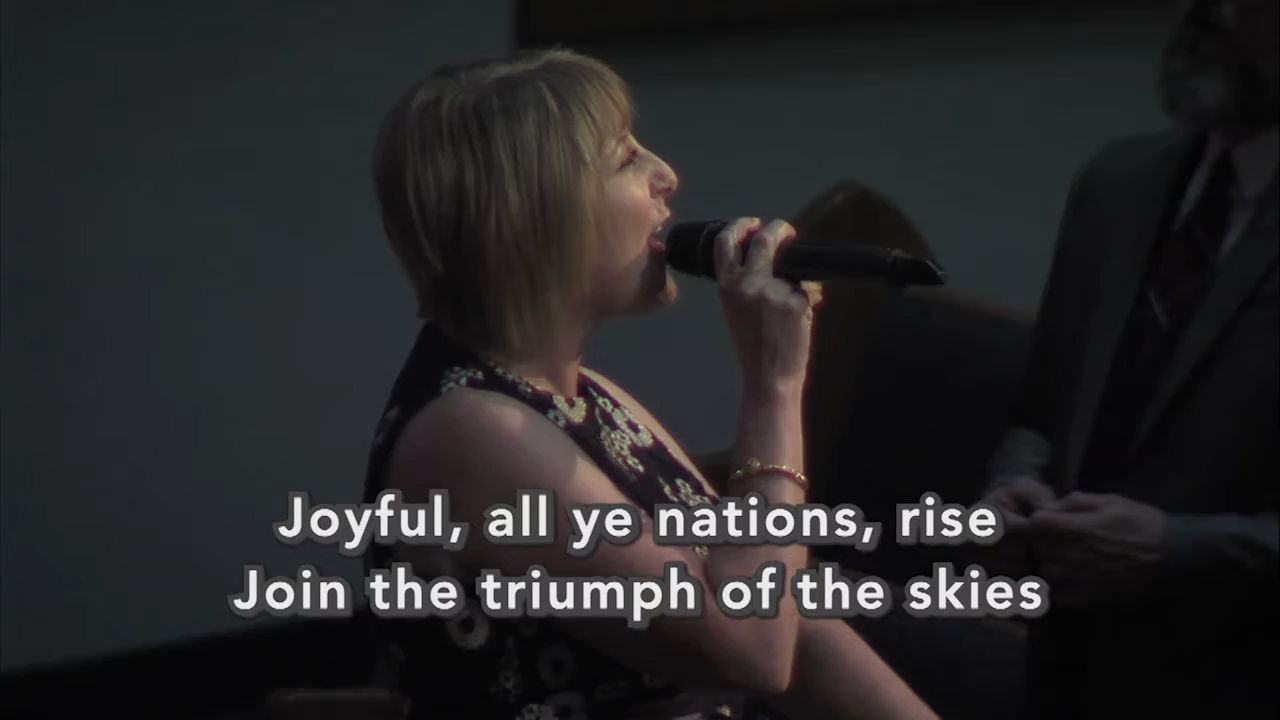 Joyful, all ye nations, rise
Join the triumph of the skies